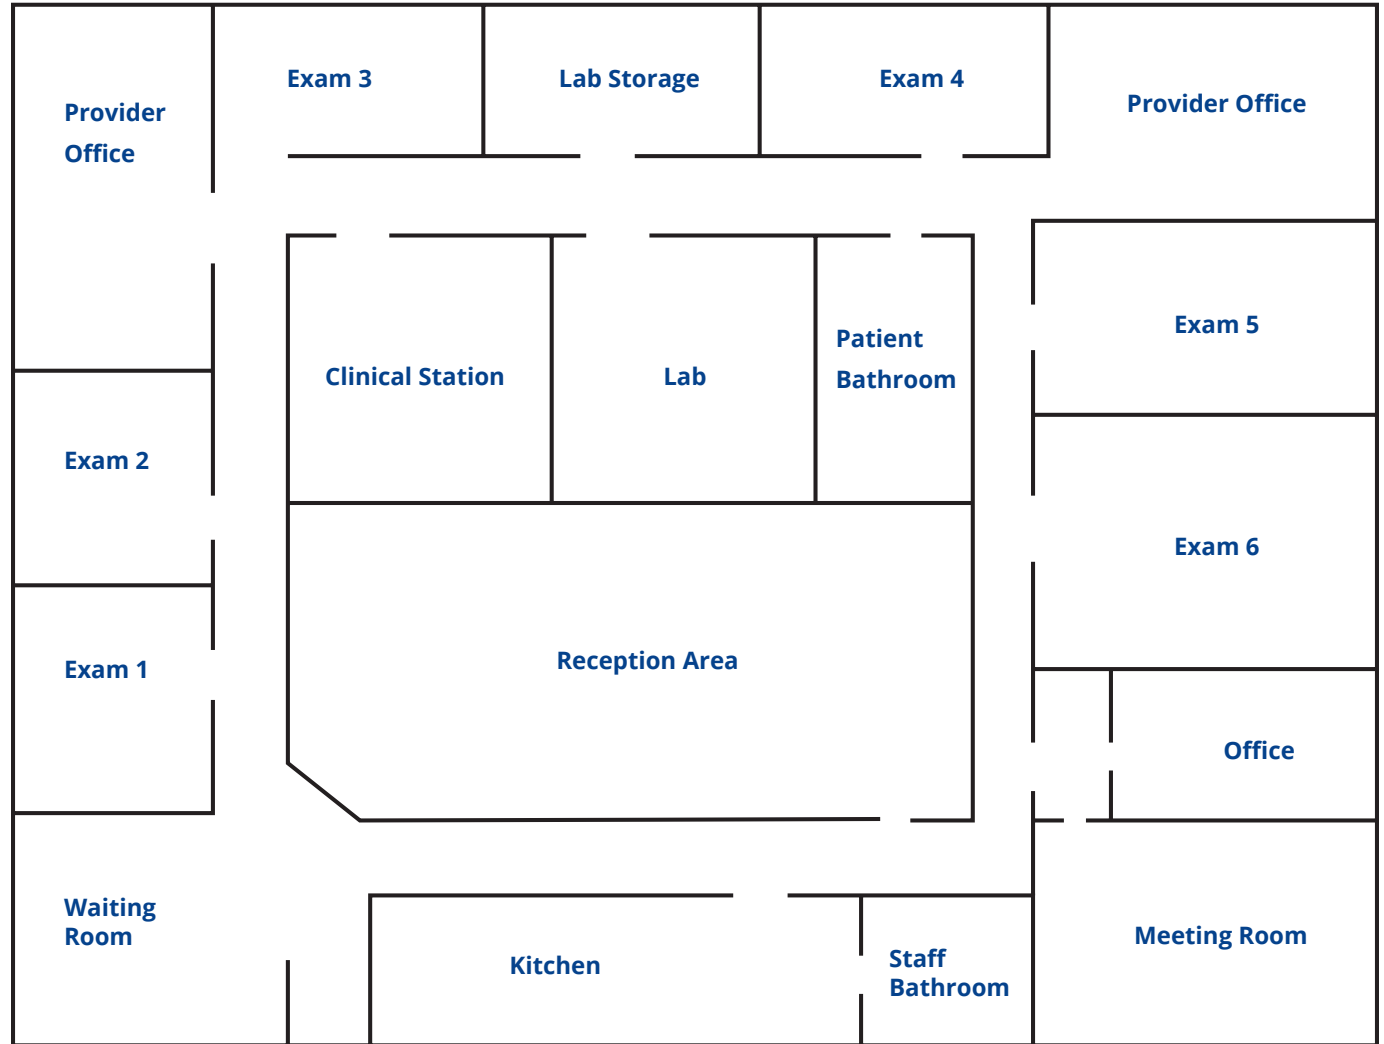 Exam 3
Lab Storage
Exam 4
Provider Office
Provider
Office
Exam 5
Patient
Bathroom
Clinical Station
Lab
Exam 2
Exam 6
Reception Area
Exam 1
Office
Waiting
Room
Meeting Room
Kitchen
Staff
Bathroom